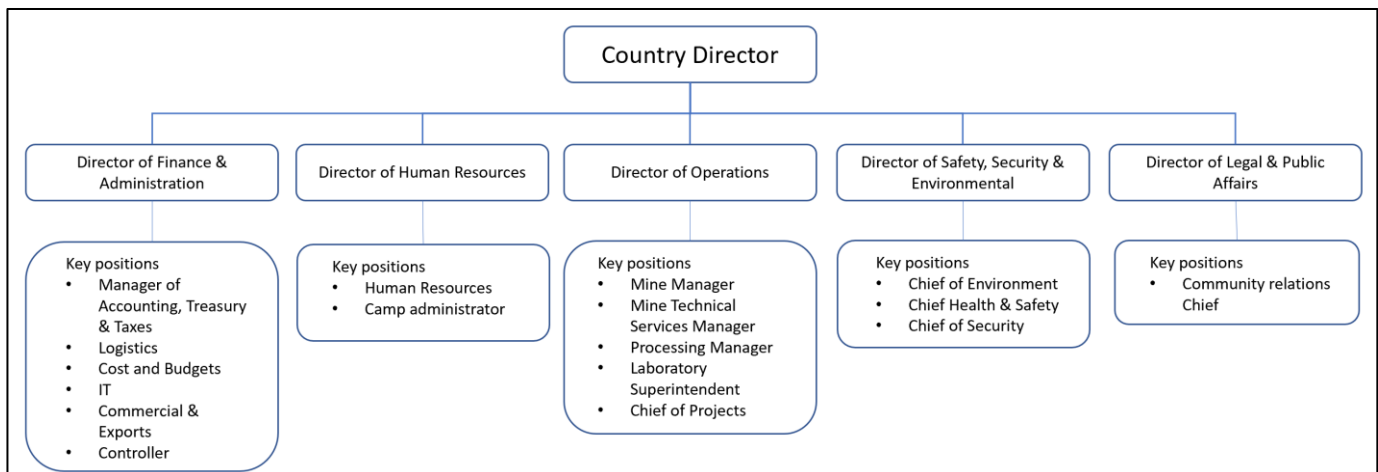 Country Director
Director of Finance &
Administration
Director of Human Resources
Director of Operations
Director of Safety, Security &
Environmental
Director of Legal & Public
Affairs
Key positions
• Manager of
Accounting, Treasury
& Taxes
• Logistics
• Cost and Budgets
• IT
• Commercial &
Exports
• Controller
Key positions
• Human Resources
• Camp administrator
Key positions
• Mine Manager
• Mine Technical
Services Manager
• Processing Manager
• Laboratory
Superintendent
• Chief of Projects
Key positions
• Chief of Environment
• Chief Health & Safety
• Chief of Security
Key positions
• Community relations
Chief